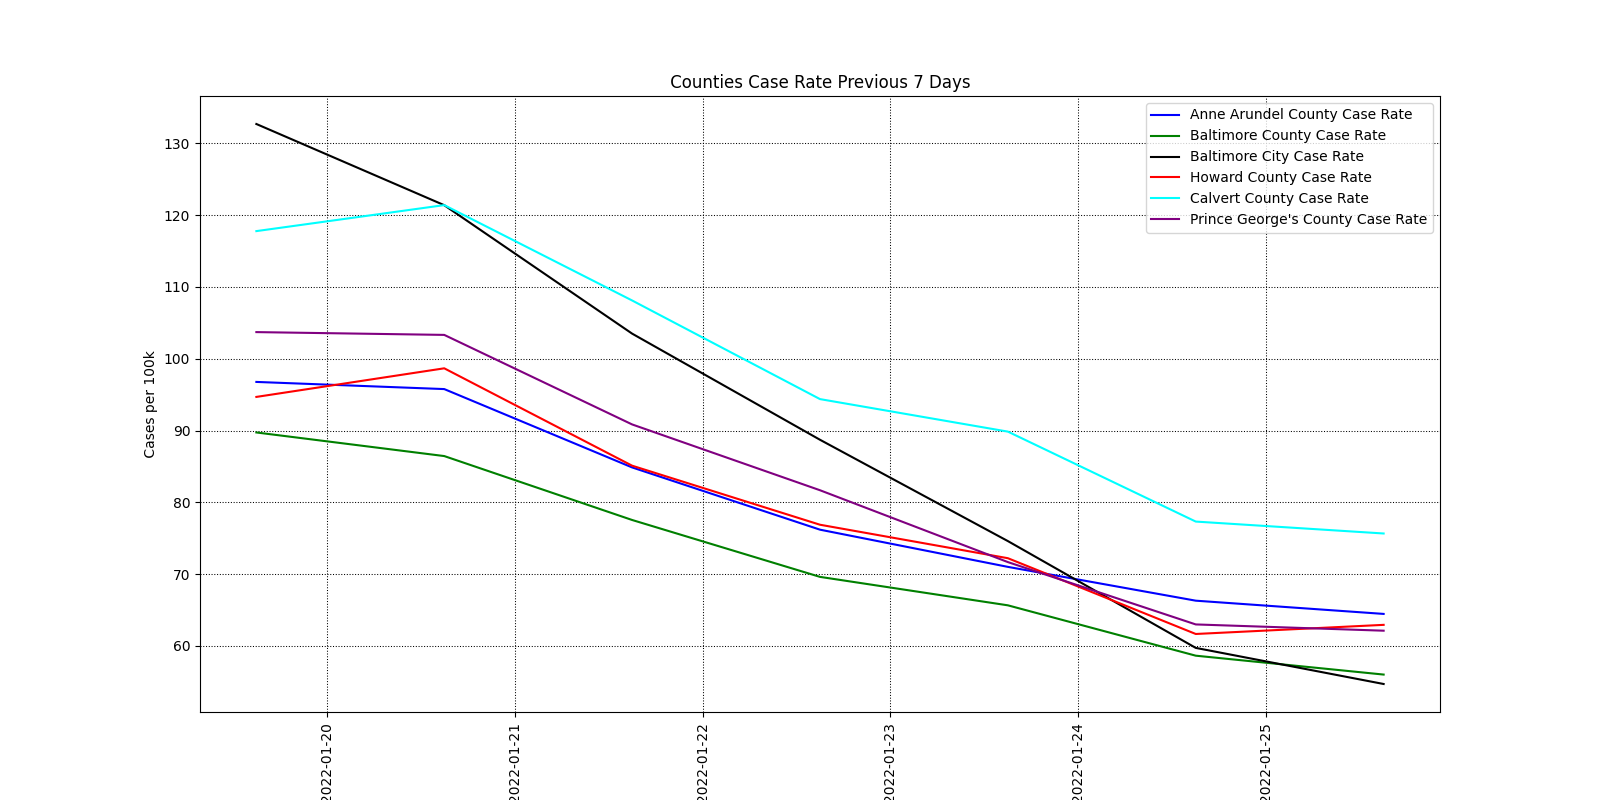 Counties Case Rate Previous 7 Days
Anne Arundel County Case Rate
Baltimore County Case Rate
Baltimore City Case Rate
Howard County Case Rate
Calvert County Case Rate
Prince George's County Case Rate
Cases per 100k
130
120
110
100
90
80
70
60
2022-01-20
2022-01-21
2022-01-22
2022-01-23
2022-01-24
2022-01-25